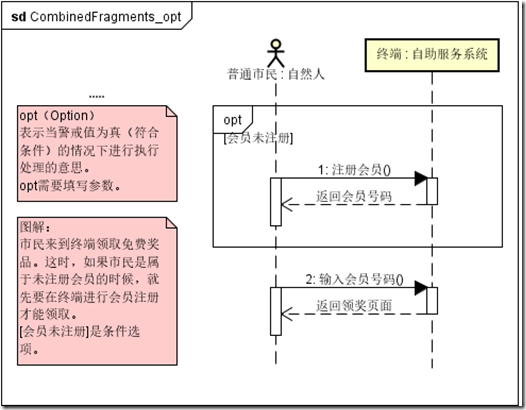 sd CombinedFragments_opt
普通市民 : 自然人
终端 : 自助服务系统
.....
opt（Option）
表示当警戒值为真（符合
条件）的情况下进行执行
处理的意思。
opt需要填写参数。
opt
[会员未注册]
1: 注册会员()
返回会员号码
图解：
市民来到终端领取免费奖
品。这时，如果市民是属
于未注册会员的时候，就
先要在终端进行会员注册
才能领取。
[会员未注册]是条件选
项。
2: 输入会员号码()
返回领奖页面